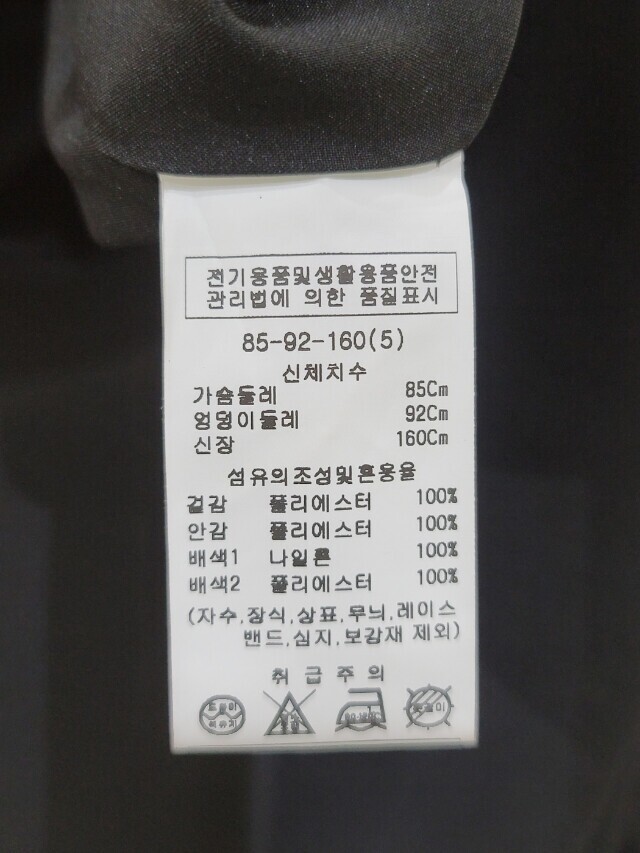 전기용품및생활용품안전
관리법에 의한 품질표시
85-92-160(5)
신체치수
가슴둘레 85Cm
엉덩이둘레 92Cm
신장 160Cm
섬유의조성및혼용율
겉감 폴리에스터 100%
안감 폴리에스터 100%
배색1 나일론 100%
배색2 폴리에스터 100%
(자수,장식,상표,무늬,레이스
밴드,심지,보강재 제외)
취급주의
드라이